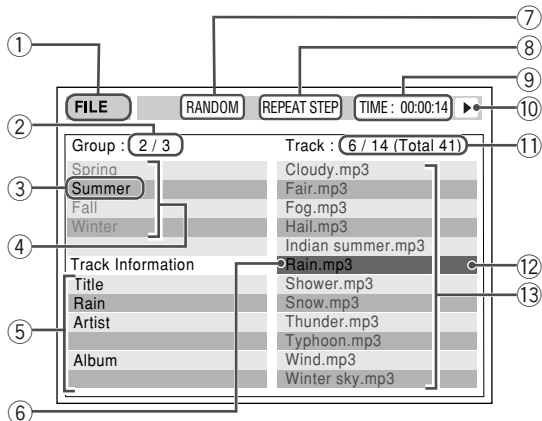 ⑦
① ⑧
⑨
FILE RANDOM REPEAT STEP TIME : 00:00:14 ⑩
②
Group : 2 / 3 Track : 6 / 14 (Total 41) ⑪
Spring Cloudy.mp3
③ Summer Fair.mp3
Fall Fog.mp3
④ Winter Hail.mp3
Indian summer.mp3
Track Information Rain.mp3 ⑫
Title Shower.mp3 ⑬
Rain Snow.mp3
⑤ Artist Thunder.mp3
Typhoon.mp3
Album Wind.mp3
Winter sky.mp3
⑥